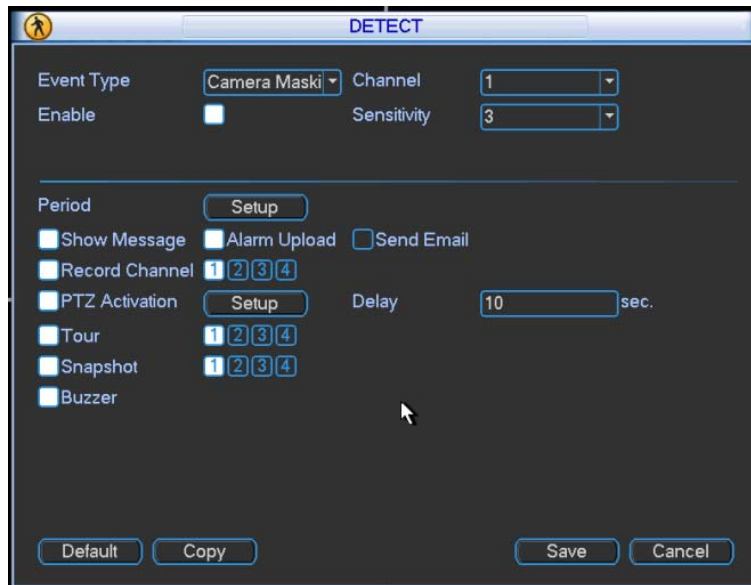 DETECT
Event Type Camera Maski Channel 1
Enable Sensitivity 3
Period Setup
Show Message Alarm Upload Send Email
Record Channel 1 2 3 4
PTZ Activation Setup Delay 10 sec.
Tour 1 2 3 4
Snapshot 1 2 3 4
Buzzer
Default Copy Save Cancel